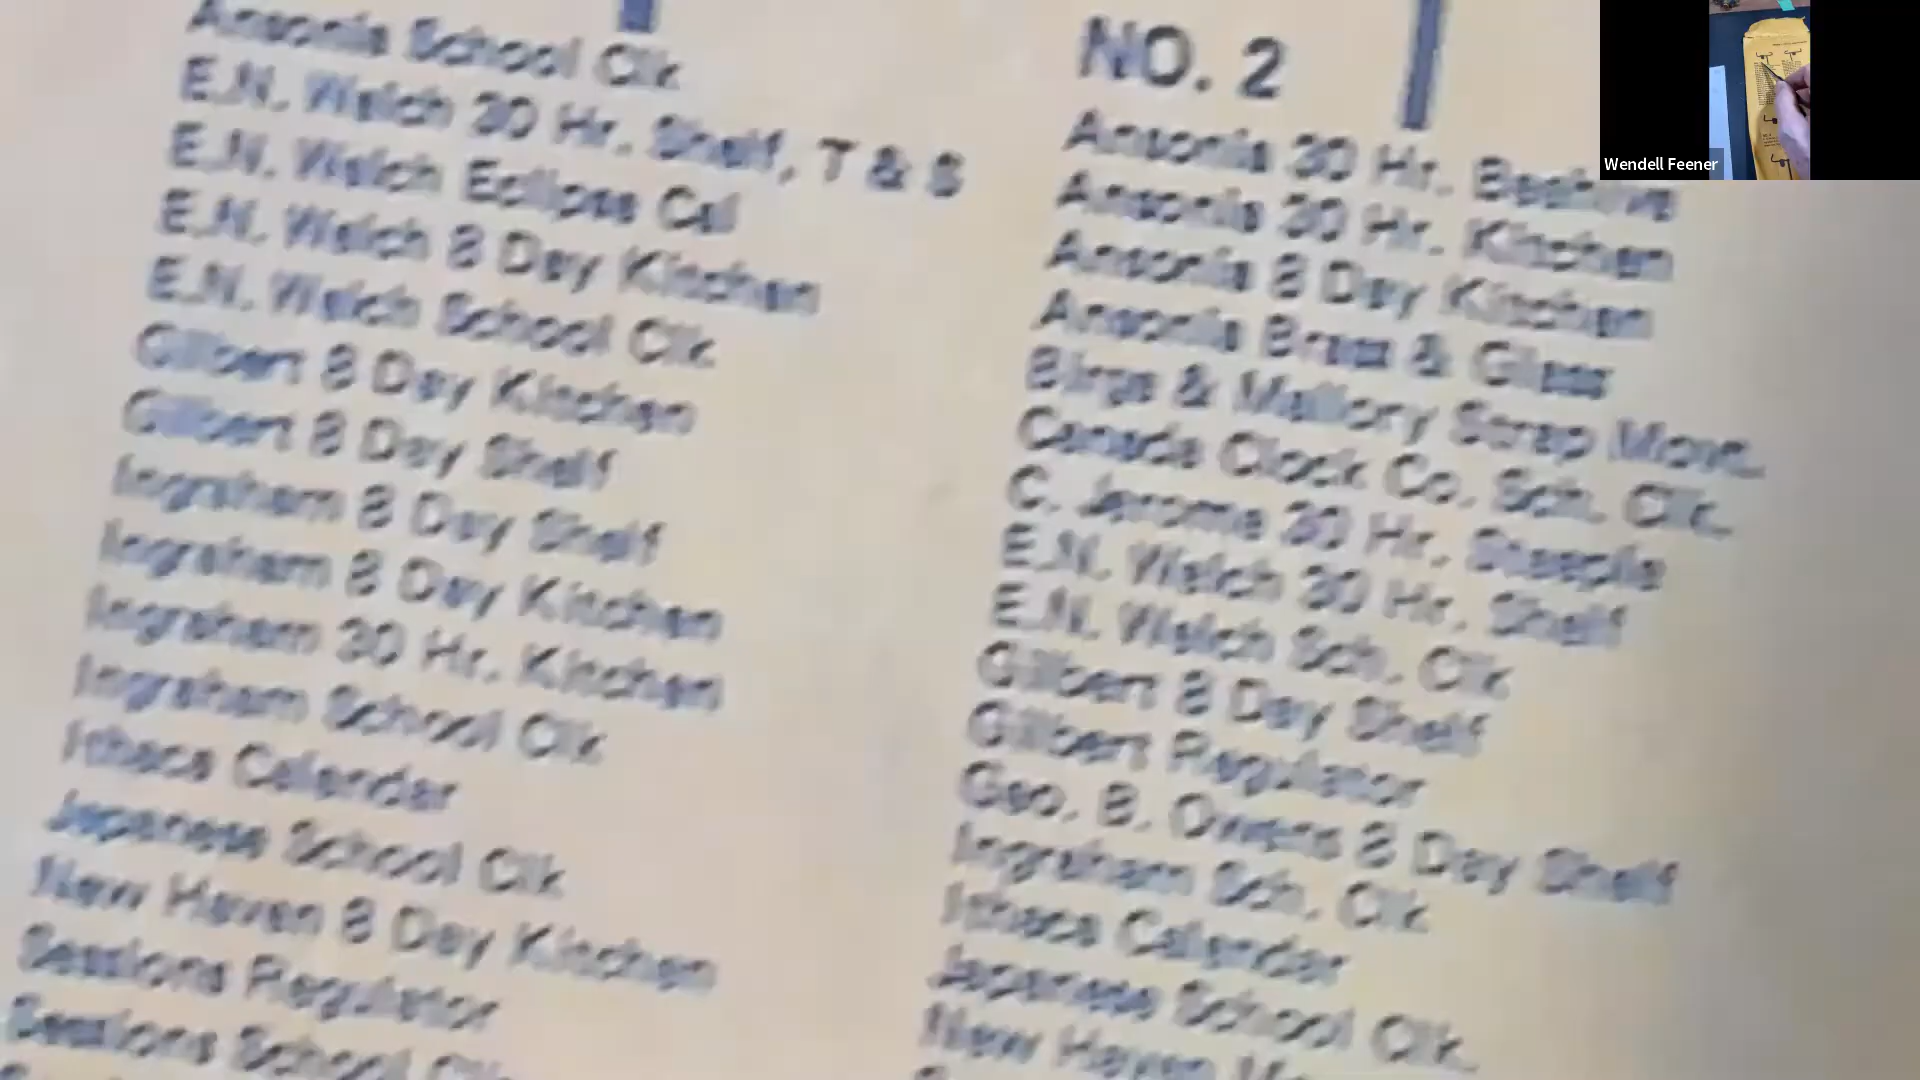 Ansonia School Clk
E.N. Welch 30 Hr. Shelf, T & S
E.N. Welch Eclipse Cal
E.N. Welch 8 Day Kitchen
E.N. Welch School Clk
Gilbert 8 Day Kitchen
Gilbert 8 Day Shelf
Ingraham 8 Day Shelf
Ingraham 8 Day Kitchen
Ingraham 30 Hr. Kitchen
Ingraham School Clk
Ithaca Calendar
Japanese School Clk
New Haven 8 Day Kitchen
Sessions Regulator
Sessions School
NO. 2
Ansonia 30 Hr. Beehive
Ansonia 30 Hr. Kitchen
Ansonia 8 Day Kitchen
Ansonia Brass & Glass
Birge & Mallory Strap Movt.
Canada Clock Co. Sch. Clk.
C. Jerome 30 Hr. Steeple
E.N. Welch 30 Hr. Shelf
E.N. Welch Sch. Clk
Gilbert 8 Day Shelf
Gilbert Regulator
Geo. B. Owens 8 Day Shelf
Ingraham Sch. Clk
Ithaca Calendar
Japanese School Clk.
New Haven
Wendell Feener